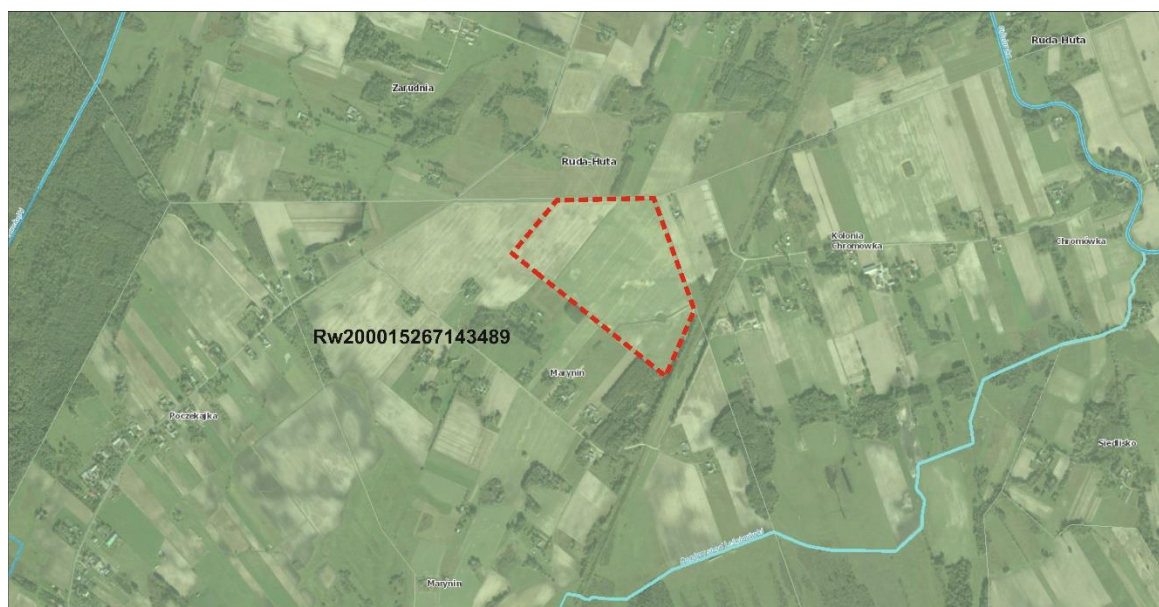 Ruda-Huta
Zarudnia
Ruda-Huta
Kolonia
Chromówka
Chromówka
Rw200015267143489
Marynin
Poczekajka
Siedlisko
Marynin